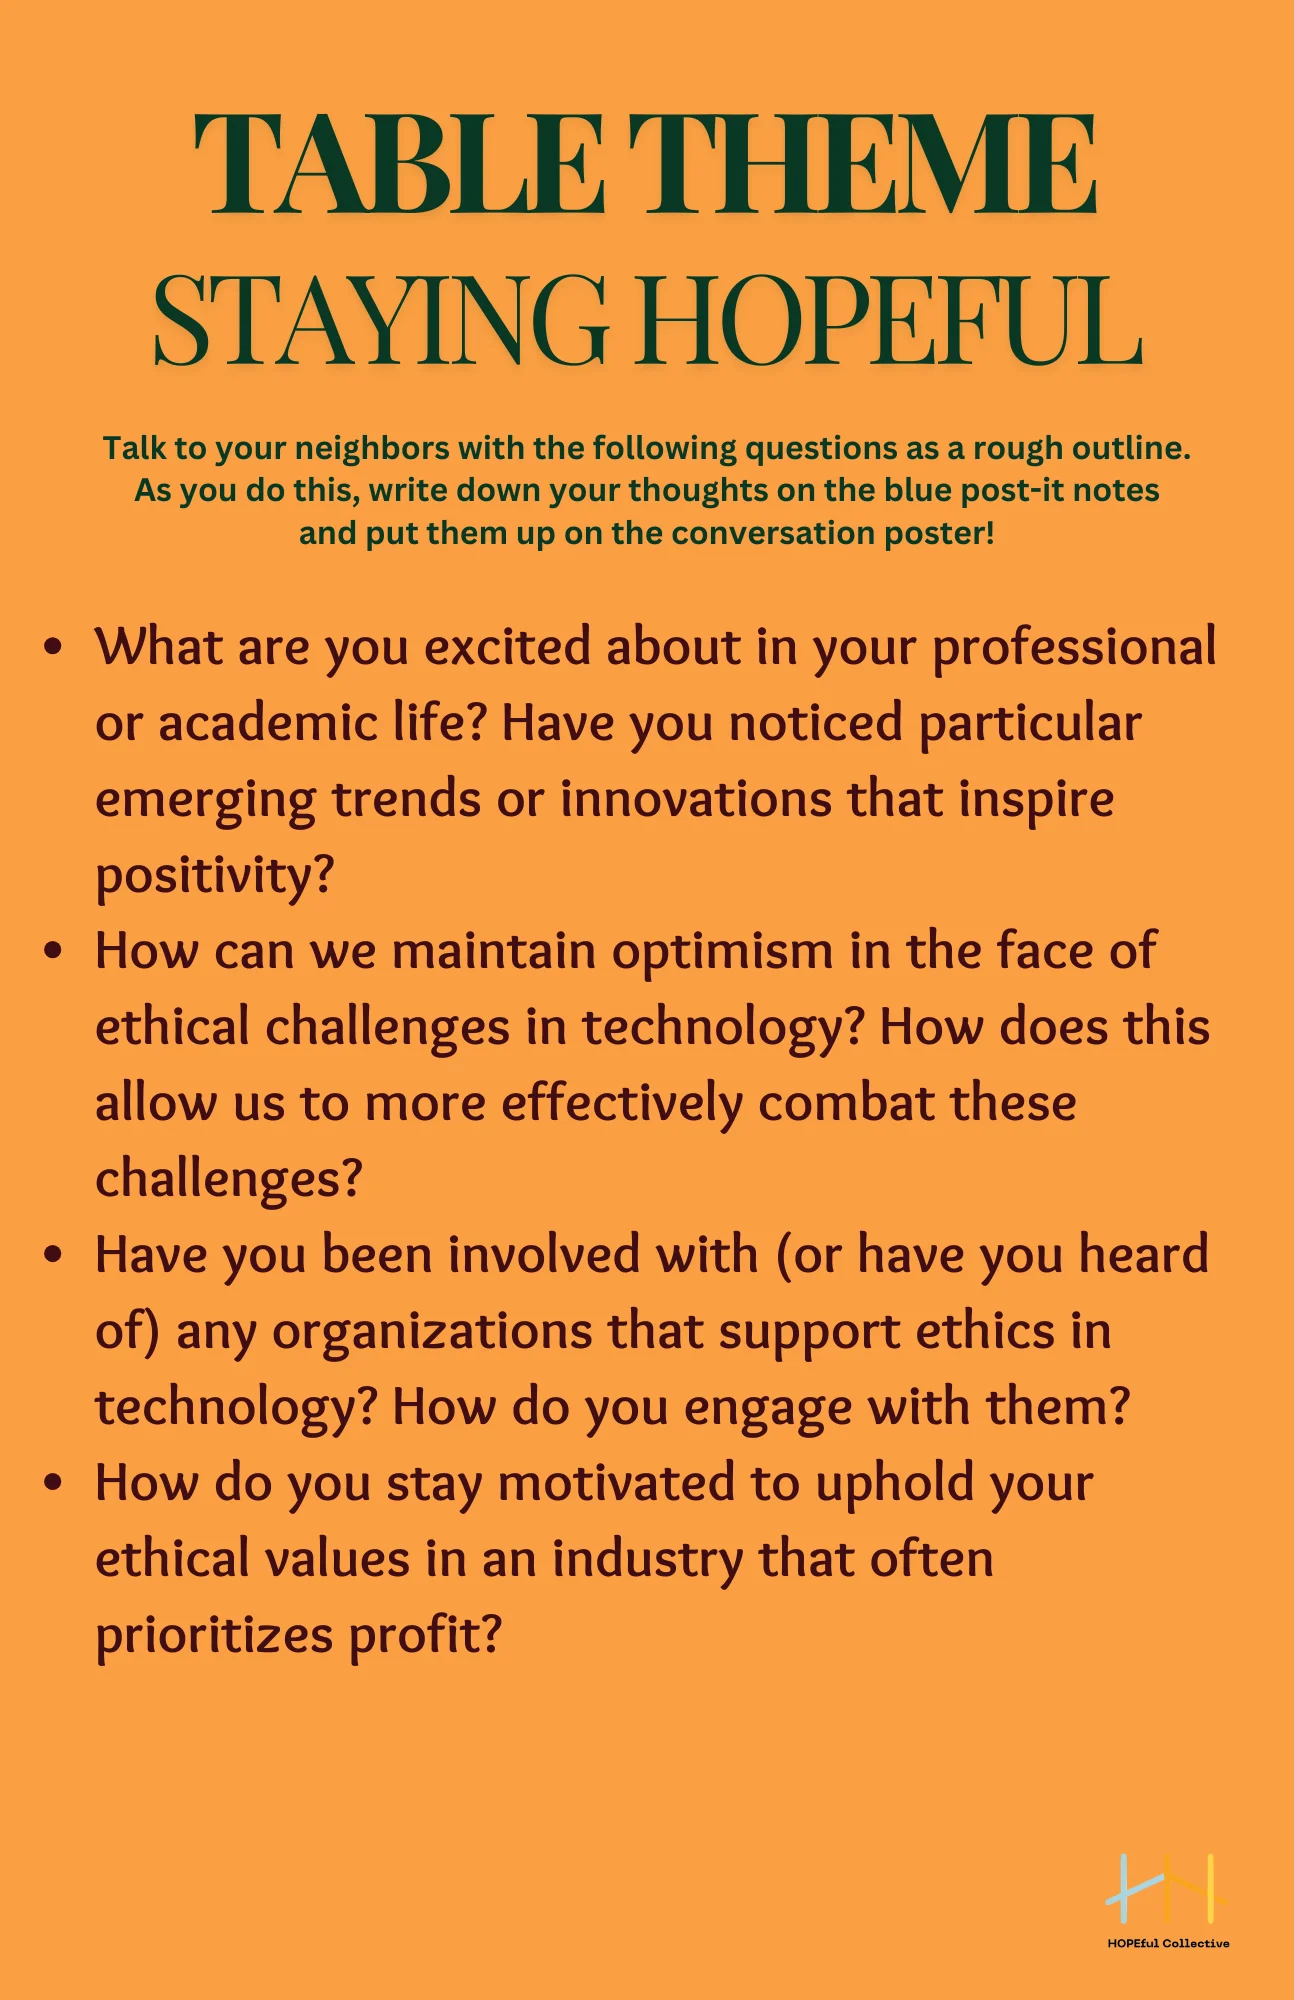 TABLE THEME
STAYING HOPEFUL
Talk to your neighbors with the following questions as a rough outline.
As you do this, write down your thoughts on the blue post-it notes
and put them up on the conversation poster!
• What are you excited about in your professional
or academic life? Have you noticed particular
emerging trends or innovations that inspire
positivity?
• How can we maintain optimism in the face of
ethical challenges in technology? How does this
allow us to more effectively combat these
challenges?
• Have you been involved with (or have you heard
of) any organizations that support ethics in
technology? How do you engage with them?
• How do you stay motivated to uphold your
ethical values in an industry that often
prioritizes profit?
HOPEful Collective